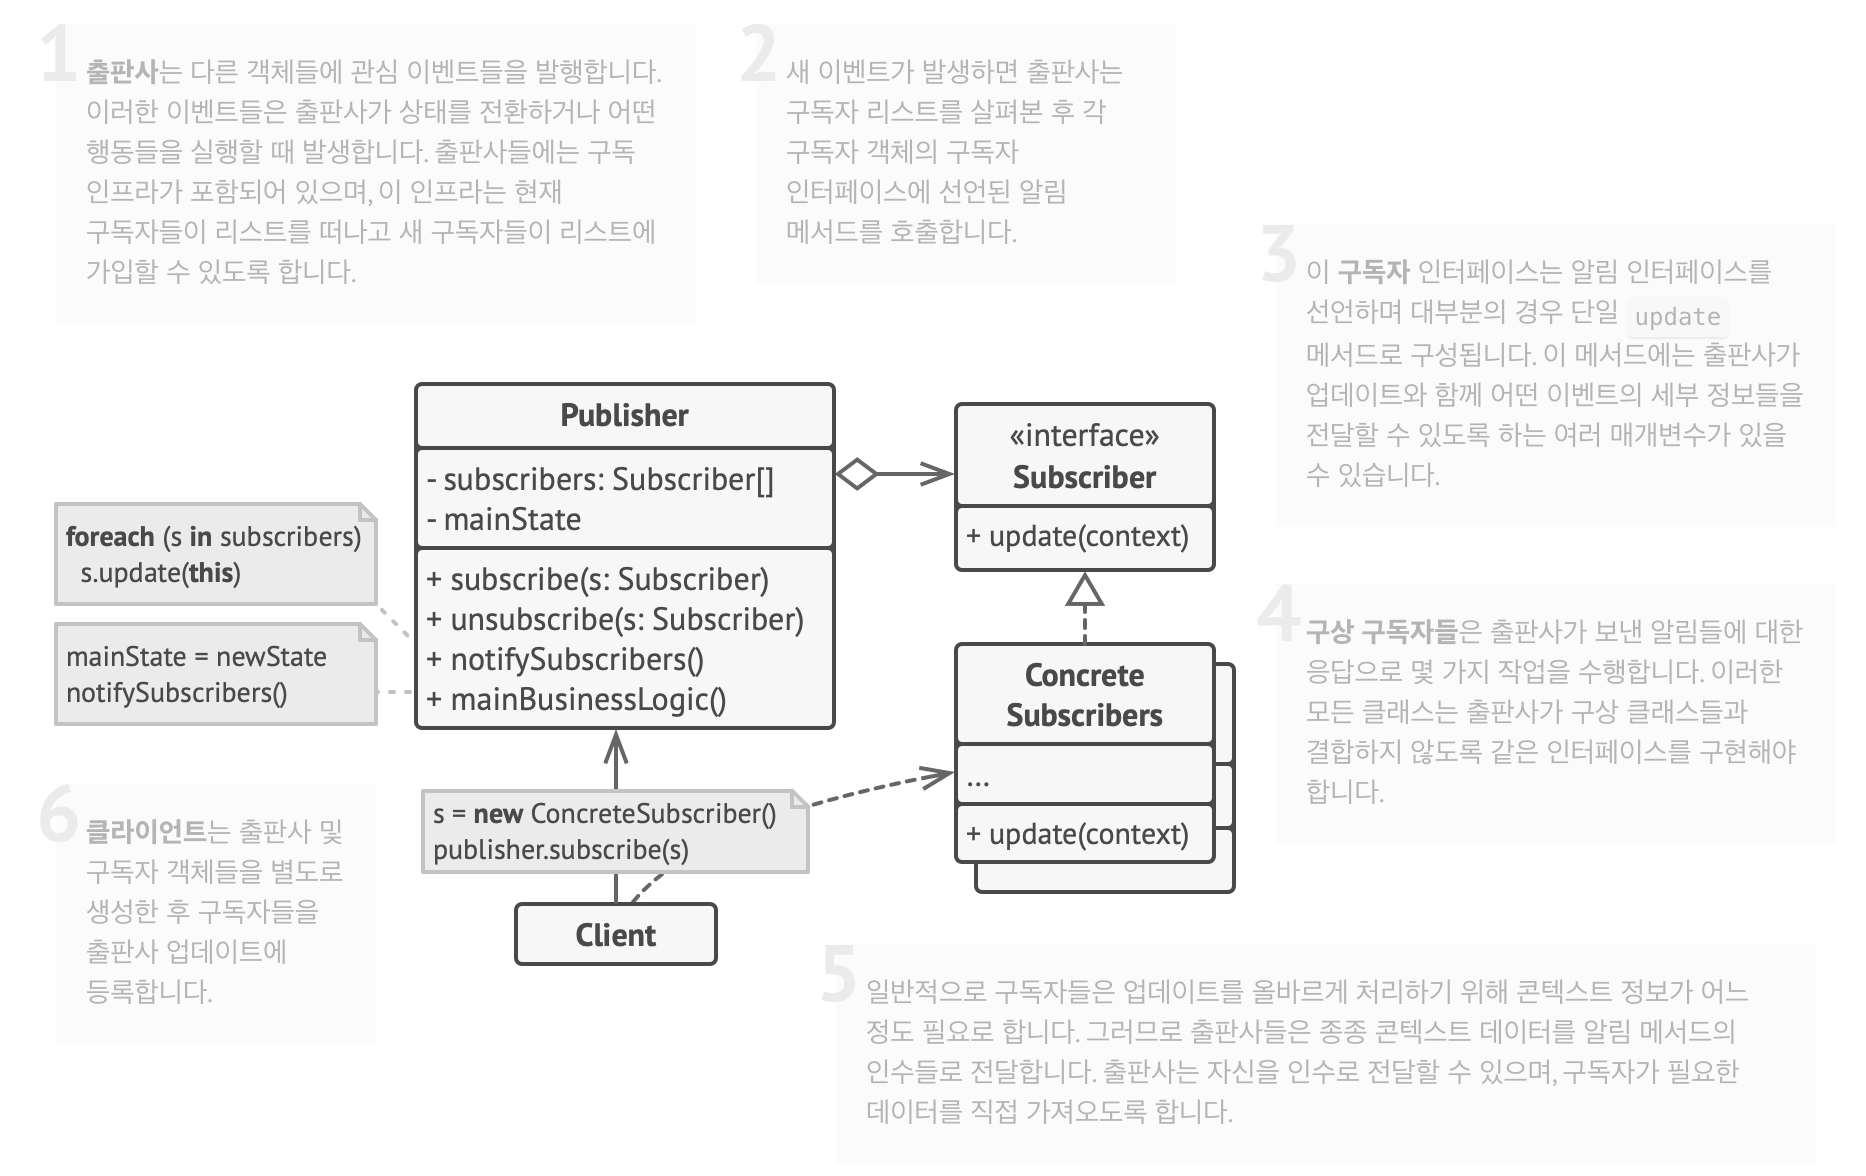 1
출판사는 다른 객체들에 관심 이벤트들을 발행합니다.
이러한 이벤트들은 출판사가 상태를 전환하거나 어떤
행동들을 실행할 때 발생합니다. 출판사들에는 구독
인프라가 포함되어 있으며, 이 인프라는 현재
구독자들이 리스트를 떠나고 새 구독자들이 리스트에
가입할 수 있도록 합니다.
2
새 이벤트가 발생하면 출판사는
구독자 리스트를 살펴본 후 각
구독자 객체의 구독자
인터페이스에 선언된 알림
메서드를 호출합니다.
3
이 구독자 인터페이스는 알림 인터페이스를
선언하며 대부분의 경우 단일 update
메서드로 구성됩니다. 이 메서드에는 출판사가
업데이트와 함께 어떤 이벤트의 세부 정보들을
전달할 수 있도록 하는 여러 매개변수가 있을
수 있습니다.
Publisher
- subscribers: Subscriber[]
- mainState
+ subscribe(s: Subscriber)
+ unsubscribe(s: Subscriber)
+ notifySubscribers()
+ mainBusinessLogic()
«interface»
Subscriber
+ update(context)
foreach (s in subscribers)
s.update(this)
mainState = newState
notifySubscribers()
4
구상 구독자들은 출판사가 보낸 알림들에 대한
응답으로 몇 가지 작업을 수행합니다. 이러한
모든 클래스는 출판사가 구상 클래스들과
결합하지 않도록 같은 인터페이스를 구현해야
합니다.
Concrete
Subscribers
...
+ update(context)
s = new ConcreteSubscriber()
publisher.subscribe(s)
Client
6
클라이언트는 출판사 및
구독자 객체들을 별도로
생성한 후 구독자들을
출판사 업데이트에
등록합니다.
5
일반적으로 구독자들은 업데이트를 올바르게 처리하기 위해 콘텍스트 정보가 어느
정도 필요로 합니다. 그러므로 출판사들은 종종 콘텍스트 데이터를 알림 메서드의
인수들로 전달합니다. 출판사는 자신을 인수로 전달할 수 있으며, 구독자가 필요한
데이터를 직접 가져오도록 합니다.